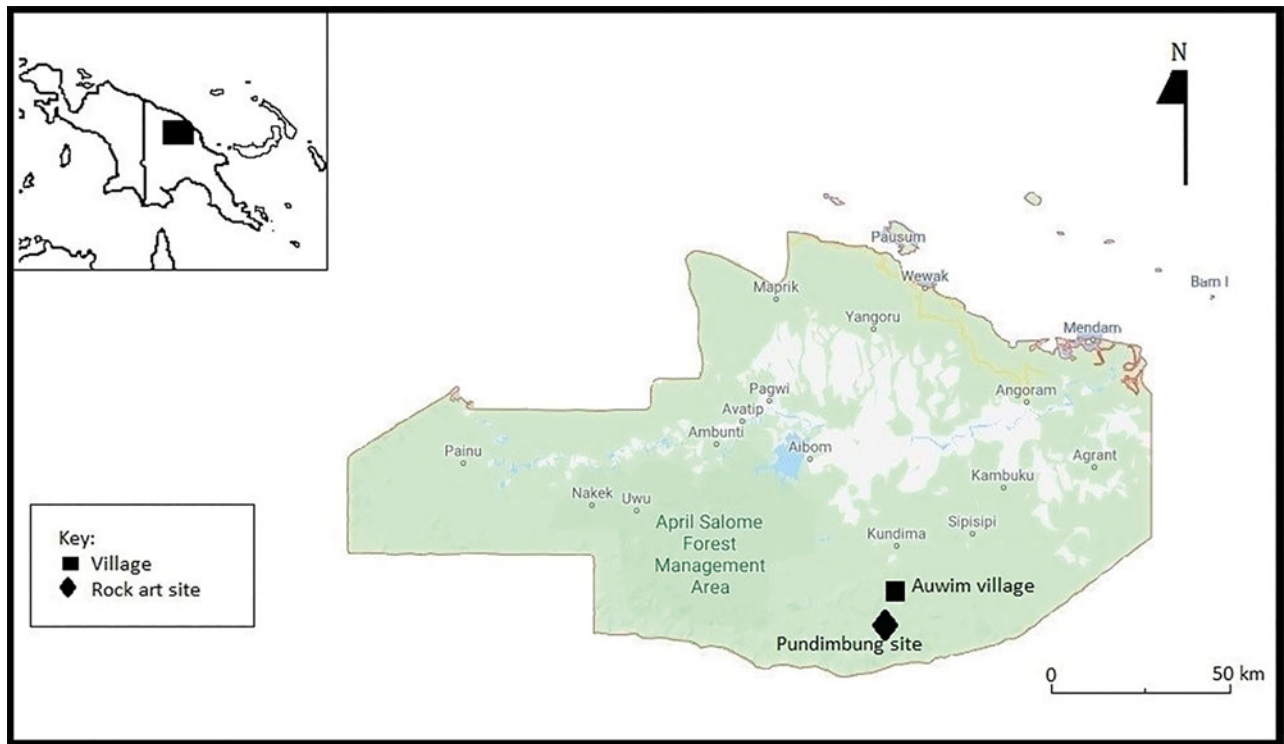 N
Pausum
Wewak
Bam I
Maprik
Yangoru
Mendam
Pagwi
Angoram
Avatip
Ambunti
Aibom
Painu
Agrant
Kambuku
Nakek
Uwu
April Salome
Forest
Management
Area
Sipisipi
Kundima
Key:
Village
Rock art site
Auwim village
Pundimbung site
0 50 km